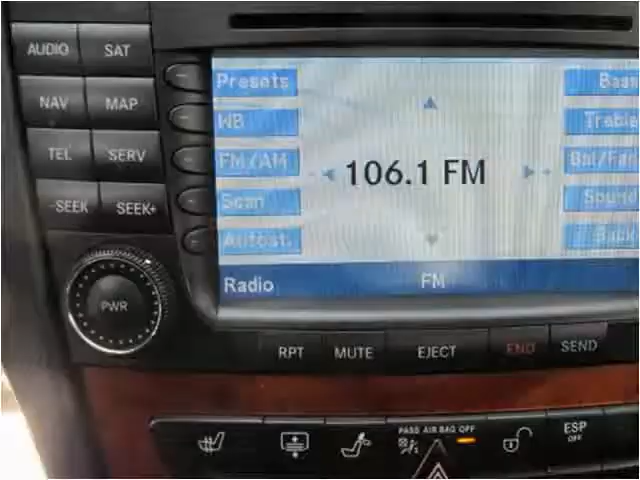 AUDIO SAT
Presets Bass
NAV MAP
WB Treble
TEL SERV
FM/AM 106.1 FM Bal/Fad
-SEEK SEEK+
Scan Sound
Autost. Back
Radio FM
PWR
RPT MUTE EJECT END SEND
PASS AIR BAG OFF
ESP
OFF